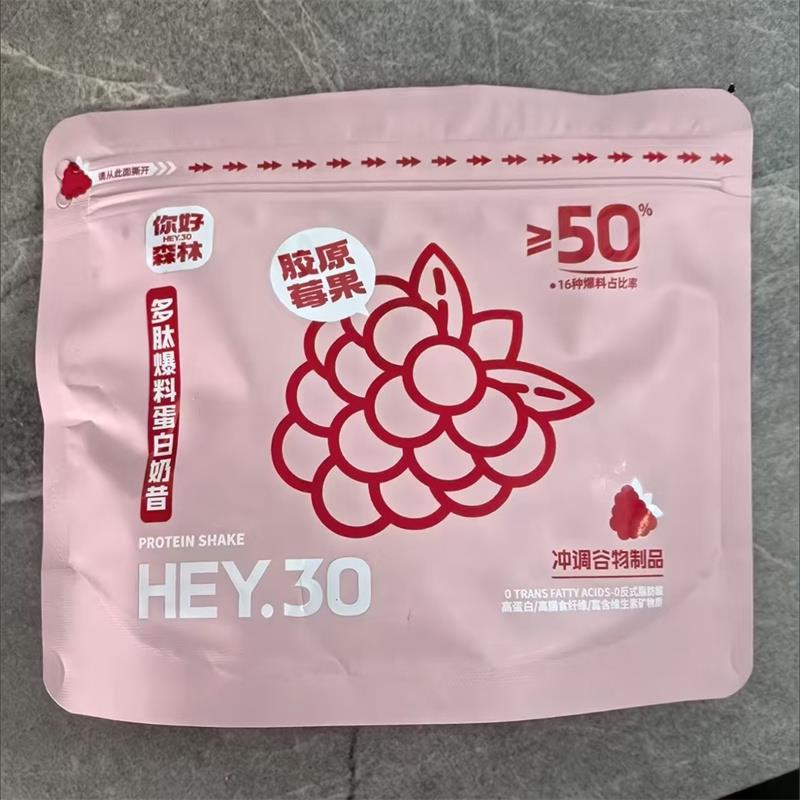 请从此面撕开
你好
HEY.30
森林
胶原
莓果
≥50%
•16种爆料占比率
多肽爆料蛋白奶昔
PROTEIN SHAKE
HEY.30
冲调谷物制品
0 TRANS FATTY ACIDS-0反式脂肪酸
高蛋白/高膳食纤维/富含维生素矿物质